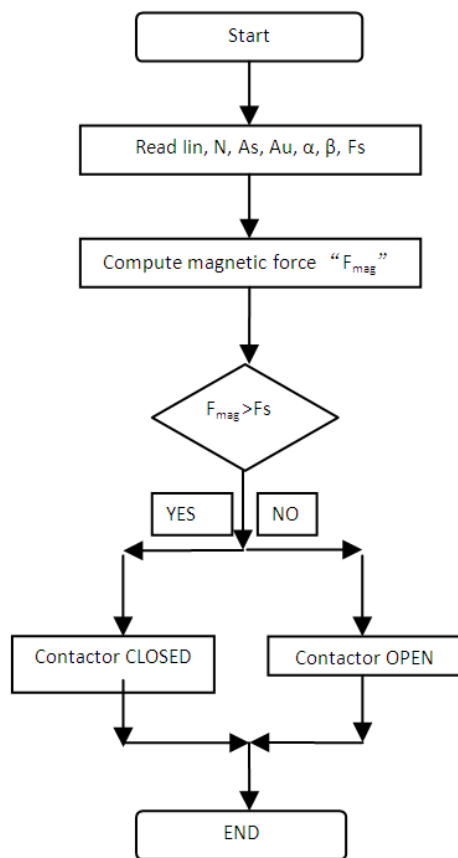 Start
Read Iin, N, As, Au, α, β, Fs
Compute magnetic force “Fmag”
Fmag>Fs
YES
NO
Contactor CLOSED
Contactor OPEN
END